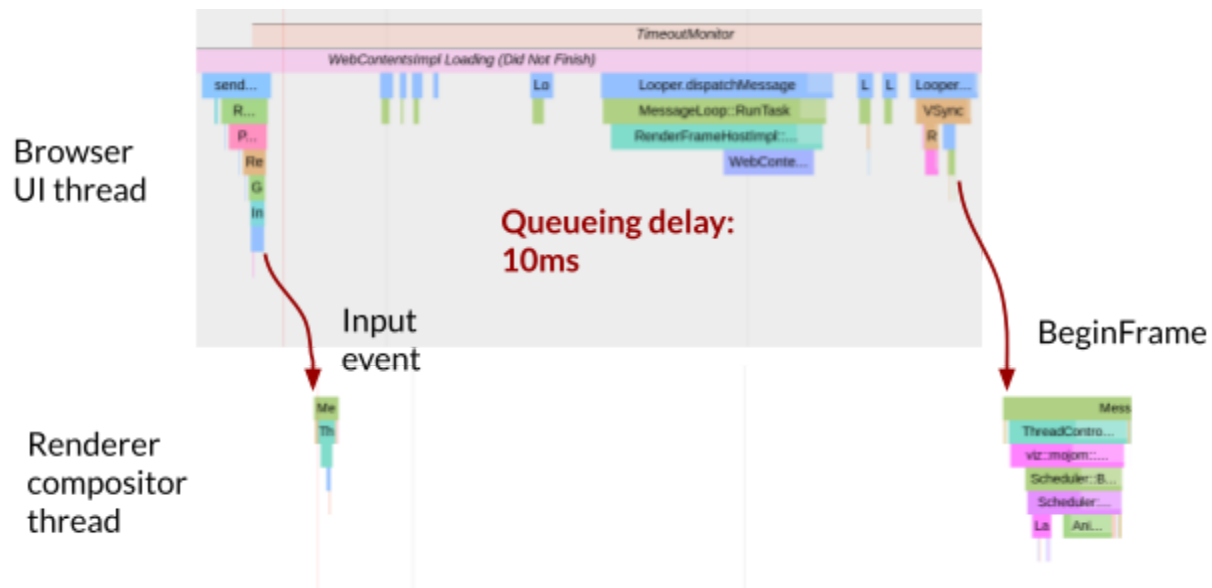 TimeoutMonitor
WebContentsImpl Loading (Did Not Finish)
send... Lo Looper.dispatchMessage L L Looper...
R... MessageLoop::RunTask VSync
P... RenderFrameHostImpl::... R
Re WebConte...
G
In
Browser
UI thread
Queueing delay:
10ms
Input
event
BeginFrame
Renderer
compositor
thread
Me Mess
Th ThreadContro...
viz::mojom::...
Scheduler::B...
Scheduler:...
La Ani...